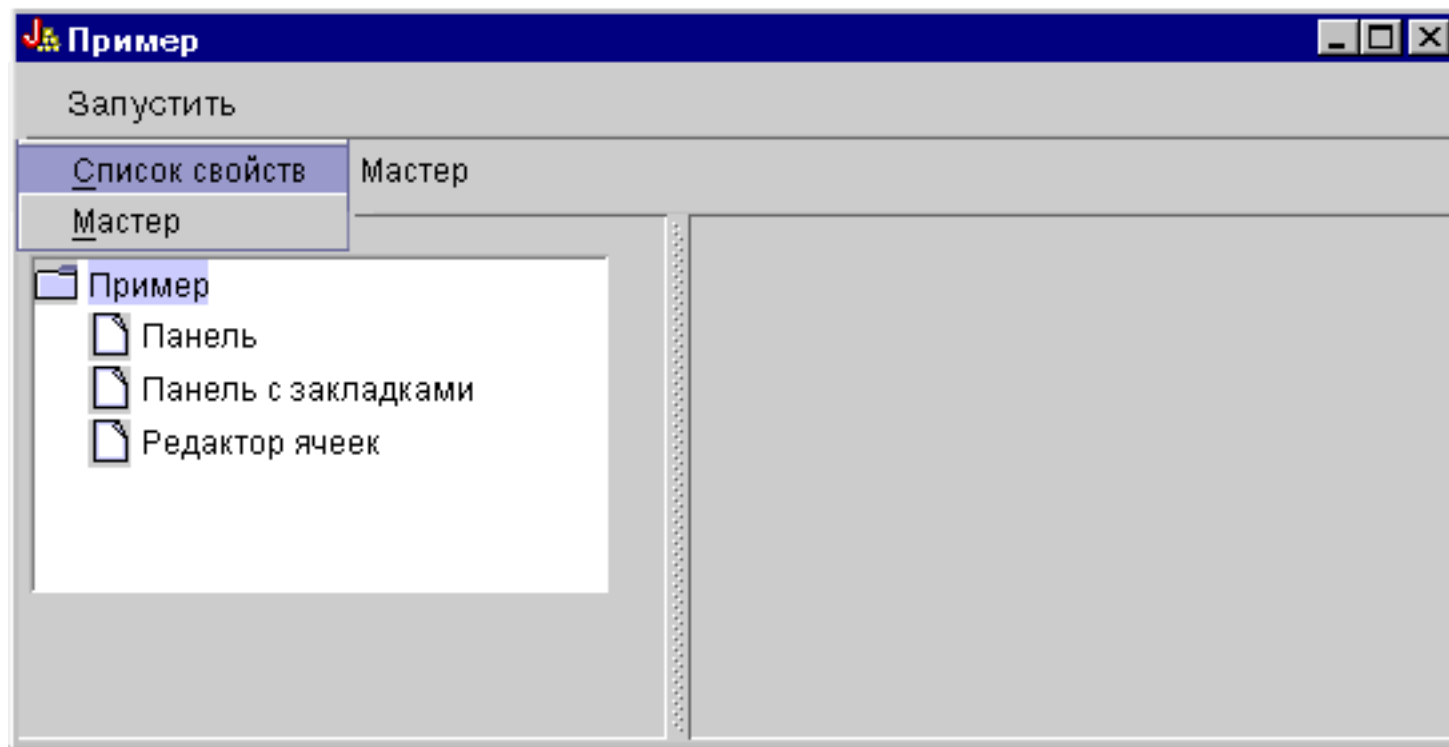 Пример
Запустить
Список свойств Мастер
Мастер
Пример
Панель
Панель с закладками
Редактор ячеек